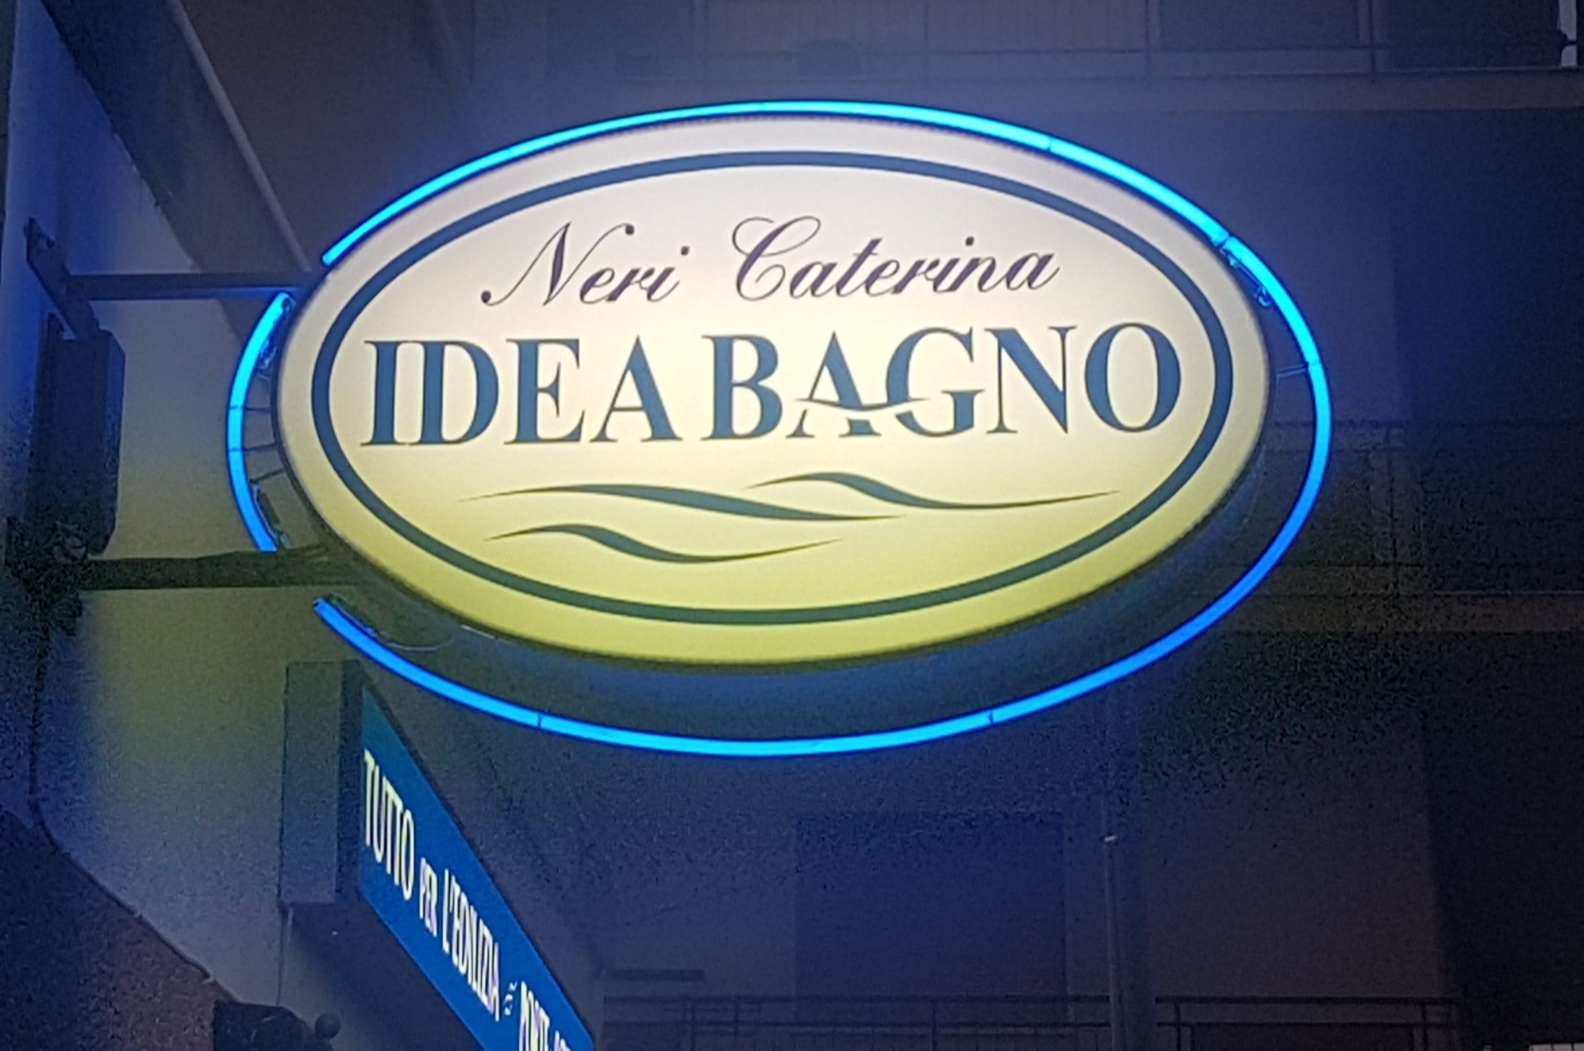 Neri Caterina
IDEA BAGNO
TUTTO PER L'EDILIZIA